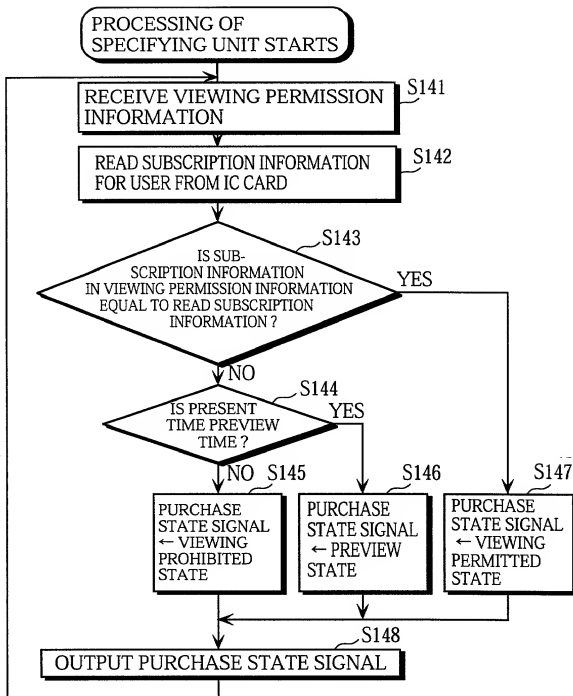 PROCESSING OF
SPECIFYING UNIT STARTS
S141
RECEIVE VIEWING PERMISSION
INFORMATION
S142
READ SUBSCRIPTION INFORMATION
FOR USER FROM IC CARD
S143
IS SUB-
SCRIPTION INFORMATION
IN VIEWING PERMISSION INFORMATION
EQUAL TO READ SUBSCRIPTION
INFORMATION ?
YES
NO
S144
IS PRESENT
TIME PREVIEW
TIME ?
YES
NO
S145
PURCHASE
STATE SIGNAL
← VIEWING
PROHIBITED
STATE
S146
PURCHASE
STATE SIGNAL
← PREVIEW
STATE
S147
PURCHASE
STATE SIGNAL
← VIEWING
PERMITTED
STATE
S148
OUTPUT PURCHASE STATE SIGNAL